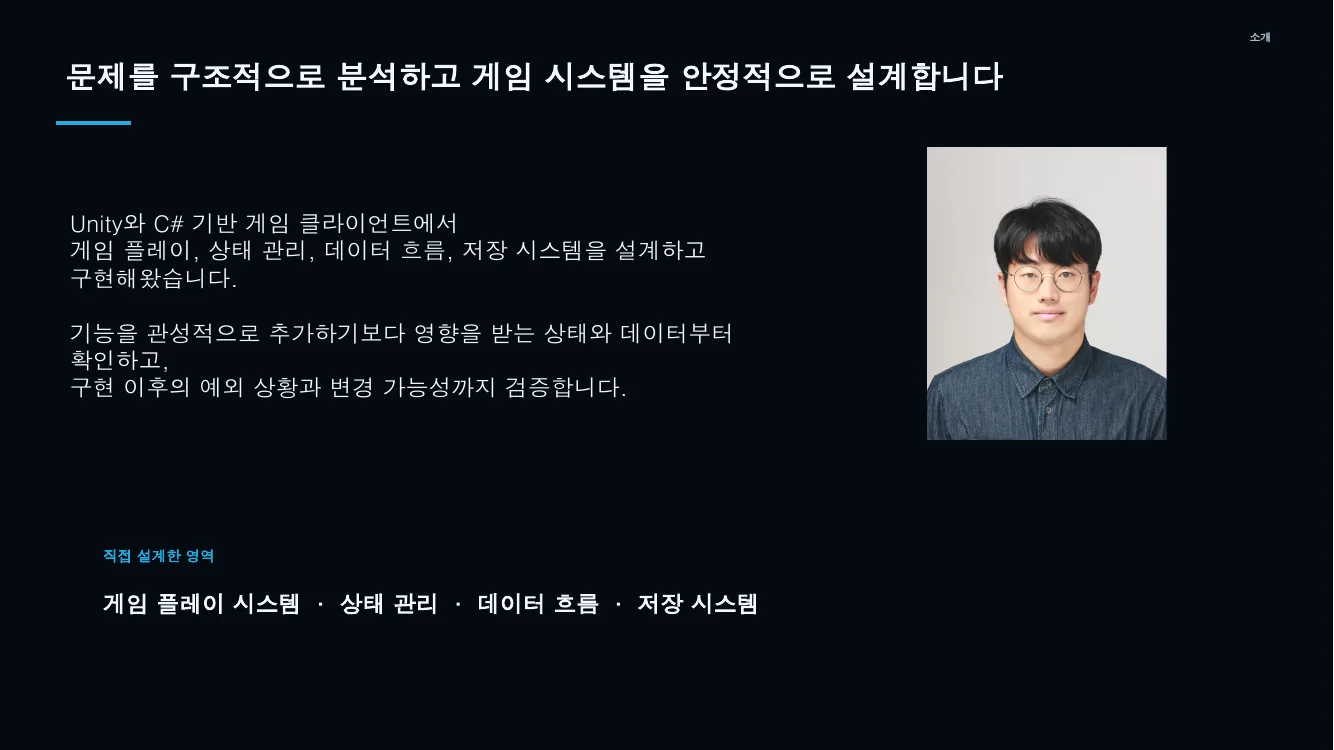 소개
문제를 구조적으로 분석하고 게임 시스템을 안정적으로 설계합니다
Unity와 C# 기반 게임 클라이언트에서
게임 플레이, 상태 관리, 데이터 흐름, 저장 시스템을 설계하고
구현해왔습니다.
기능을 관성적으로 추가하기보다 영향을 받는 상태와 데이터부터
확인하고,
구현 이후의 예외 상황과 변경 가능성까지 검증합니다.
직접 설계한 영역
게임 플레이 시스템 · 상태 관리 · 데이터 흐름 · 저장 시스템